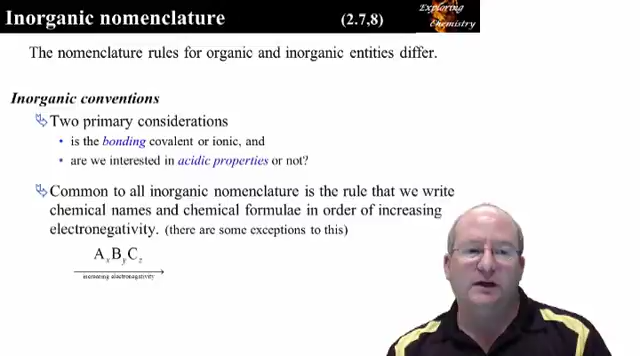 Inorganic nomenclature (2.7,8) Exploring Chemistry
The nomenclature rules for organic and inorganic entities differ.
Inorganic conventions
Two primary considerations
• is the bonding covalent or ionic, and
• are we interested in acidic properties or not?
Common to all inorganic nomenclature is the rule that we write
chemical names and chemical formulae in order of increasing
electronegativity. (there are some exceptions to this)
AₓBᵧC_z
increasing electronegativity